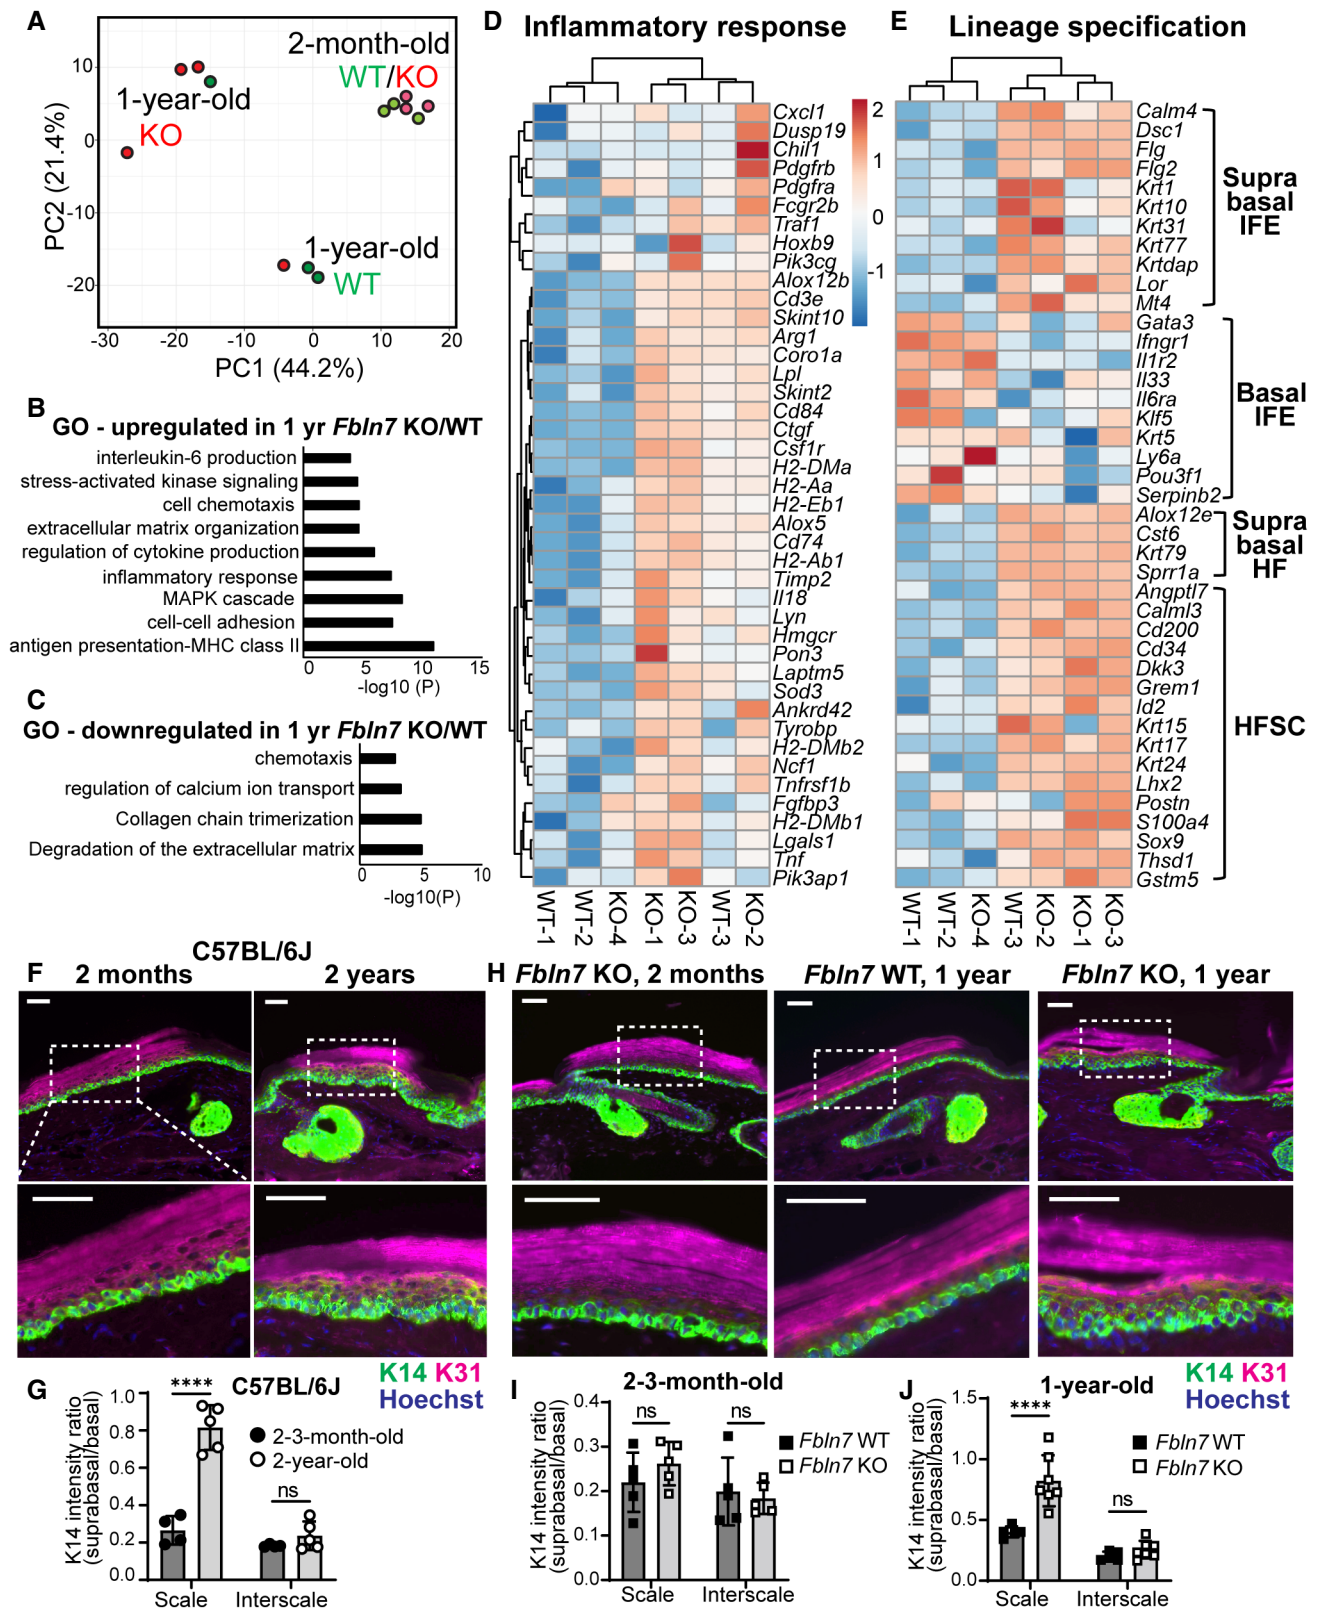 A
2-month-old
WT/KO
1-year-old
KO
1-year-old
WT
PC2 (21.4%)
10
0
-10
-20
-30
-20
-10
0
10
20
PC1 (44.2%)
B
GO - upregulated in 1 yr Fbln7 KO/WT
interleukin-6 production
stress-activated kinase signaling
cell chemotaxis
extracellular matrix organization
regulation of cytokine production
inflammatory response
MAPK cascade
cell-cell adhesion
antigen presentation-MHC class II
0
5
10
15
-log10 (P)
C
GO - downregulated in 1 yr Fbln7 KO/WT
chemotaxis
regulation of calcium ion transport
Collagen chain trimerization
Degradation of the extracellular matrix
0
5
10
-log10(P)
D
Inflammatory response
Cxcl1
Dusp19
Chil1
Pdgfrb
Pdgfra
Fcgr2b
Traf1
Hoxb9
Pik3cg
Alox12b
Cd3e
Skint10
Arg1
Coro1a
Lpl
Skint2
Cd84
Ctgf
Csf1r
H2-DMa
H2-Aa
H2-Eb1
Alox5
Cd74
H2-Ab1
Timp2
Il18
Lyn
Hmgcr
Pon3
Laptm5
Sod3
Ankrd42
Tyrobp
H2-DMb2
Ncf1
Tnfrsf1b
Fgfbp3
H2-DMb1
Lgals1
Tnf
Pik3ap1
WT-1
WT-2
KO-4
KO-1
KO-3
WT-3
KO-2
2
1
0
-1
E
Lineage specification
Calm4
Dsc1
Flg
Flg2
Krt1
Krt10
Krt31
Krt77
Krtdap
Lor
Mt4
Gata3
Ifngr1
Il1r2
Il33
Il6ra
Klf5
Krt5
Ly6a
Pou3f1
Serpinb2
Alox12e
Cst6
Krt79
Sprr1a
Angptl7
Calml3
Cd200
Cd34
Dkk3
Grem1
Id2
Krt15
Krt17
Krt24
Lhx2
Postn
S100a4
Sox9
Thsd1
Gstm5
Supra
basal
IFE
Basal
IFE
Supra
basal
HF
HFSC
WT-1
WT-2
KO-4
WT-3
KO-2
KO-1
KO-3
C57BL/6J
F
2 months
2 years
H
Fbln7 KO, 2 months
Fbln7 WT, 1 year
Fbln7 KO, 1 year
K14 K31
Hoechst
K14 K31
Hoechst
G
C57BL/6J
K14 intensity ratio
(suprabasal/basal)
1.0
0.8
0.6
0.4
0.2
0.0
****
ns
2-3-month-old
2-year-old
Scale
Interscale
I
2-3-month-old
K14 intensity ratio
(suprabasal/basal)
0.4
0.3
0.2
0.1
0.0
ns
ns
Fbln7 WT
Fbln7 KO
Scale
Interscale
J
1-year-old
K14 intensity ratio
(suprabasal/basal)
1.5
1.0
0.5
0.0
****
ns
Fbln7 WT
Fbln7 KO
Scale
Interscale